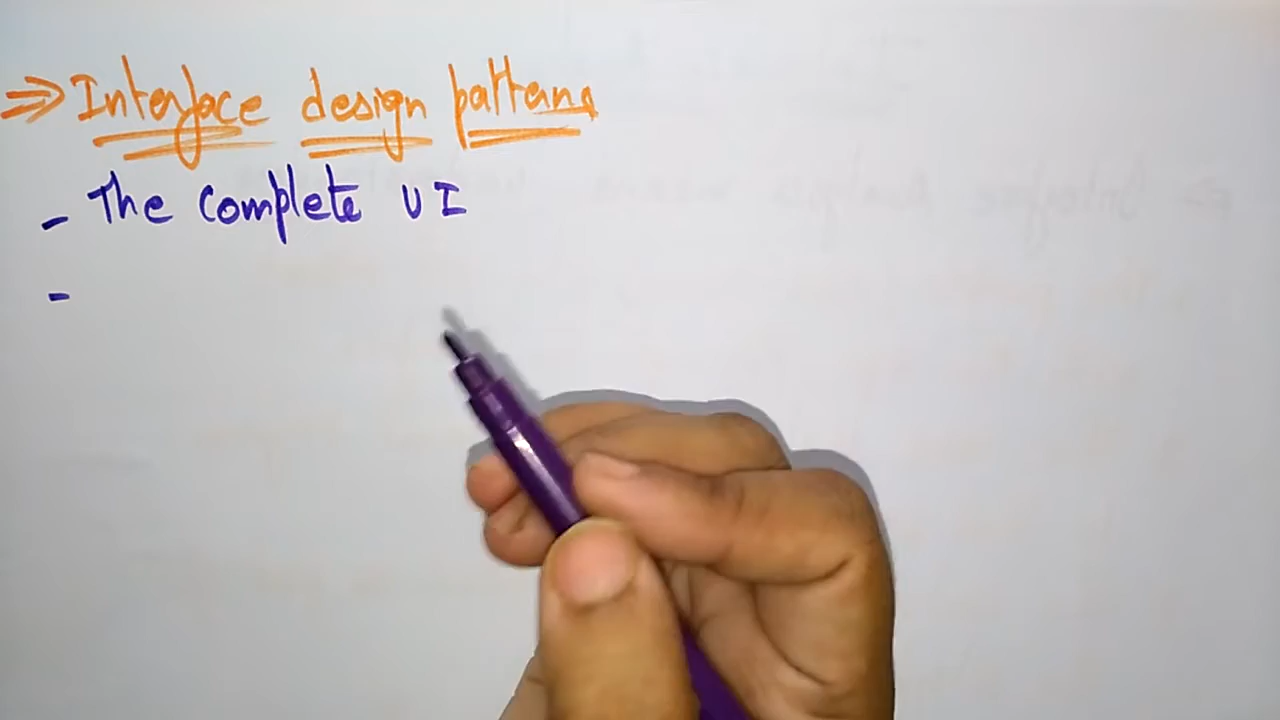 ⇒ Interface design patterns
- The complete UI
-